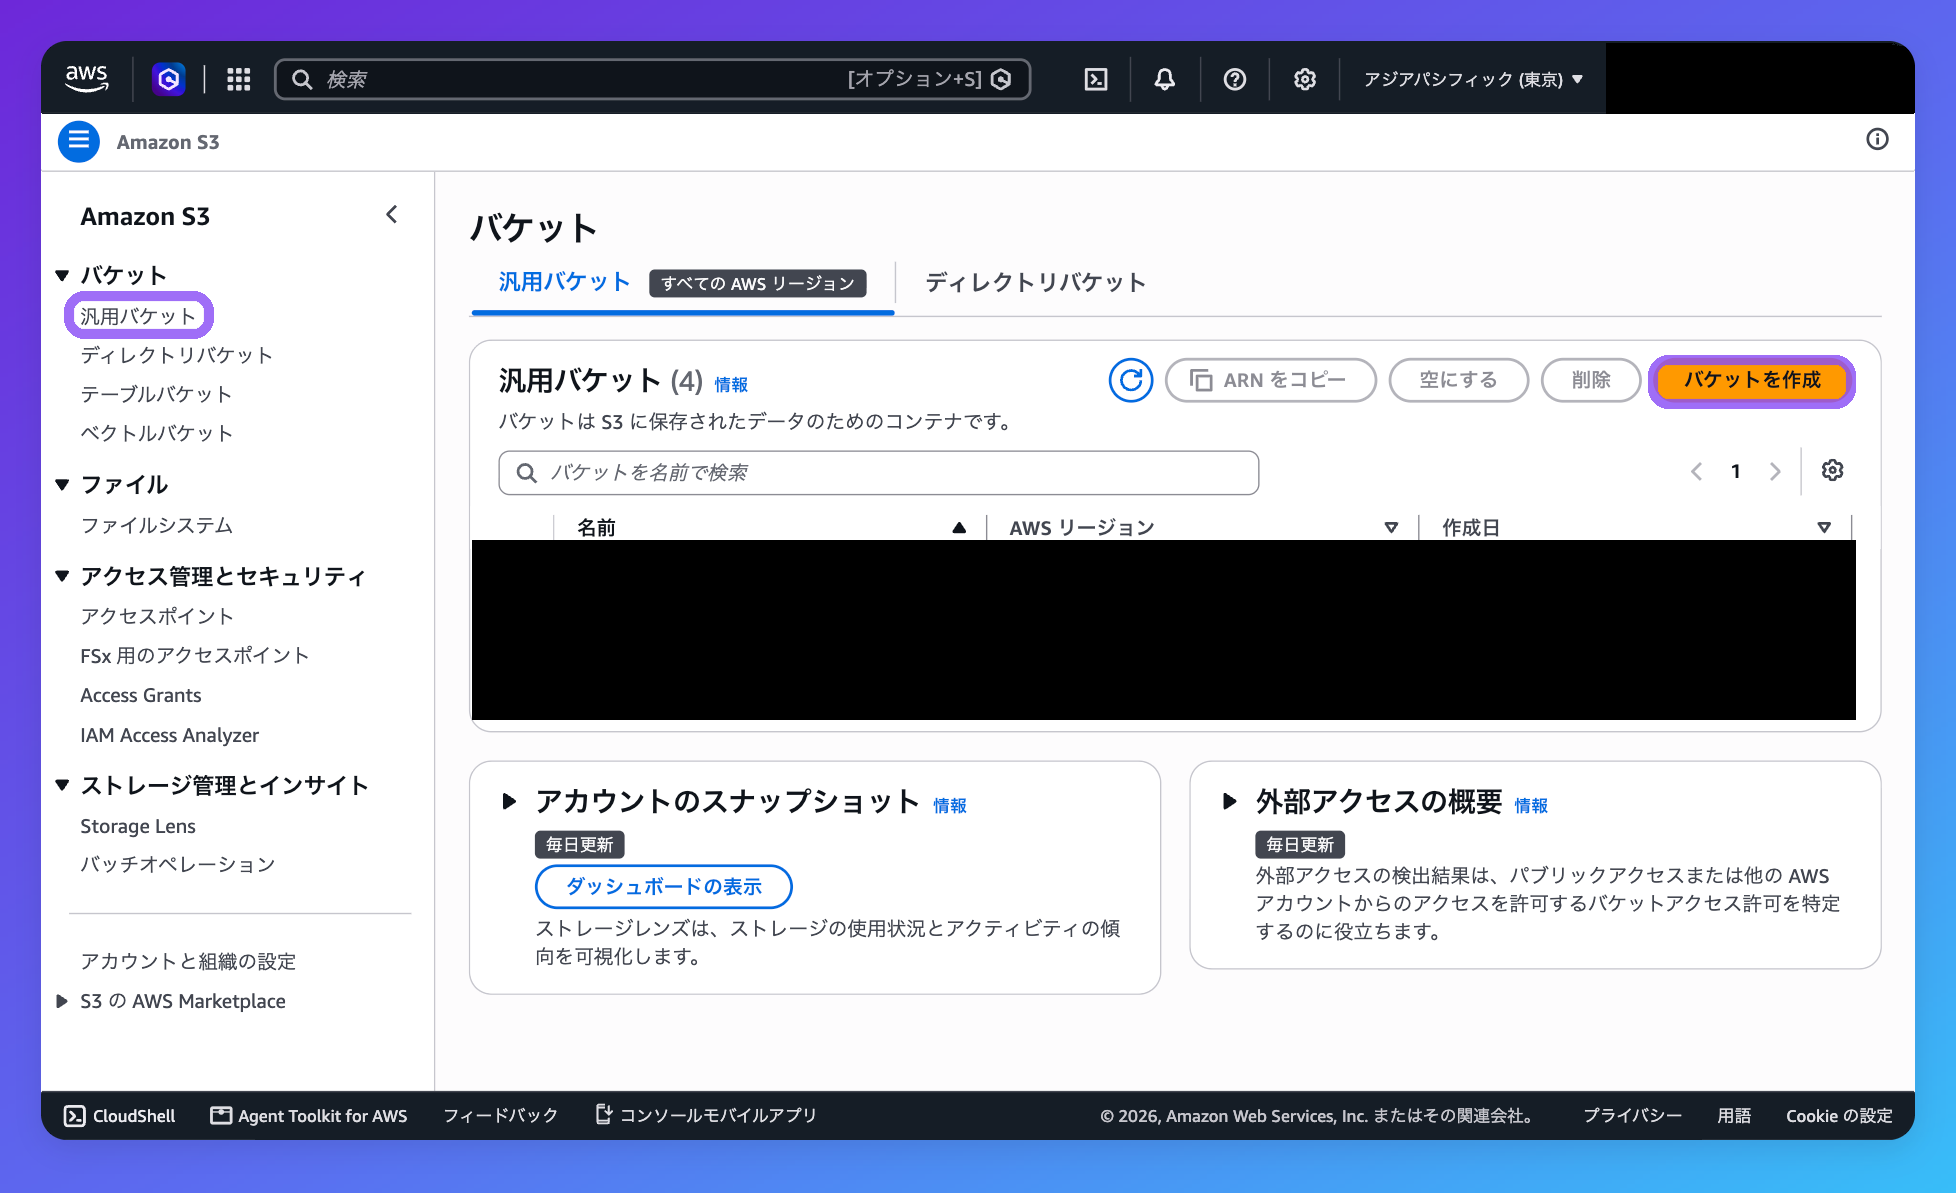 aws
検索
[オプション+S]
アジアパシフィック (東京)
Amazon S3
Amazon S3
バケット
汎用バケット
ディレクトリバケット
テーブルバケット
ベクトルバケット
ファイル
ファイルシステム
アクセス管理とセキュリティ
アクセスポイント
FSx 用のアクセスポイント
Access Grants
IAM Access Analyzer
ストレージ管理とインサイト
Storage Lens
バッチオペレーション
アカウントと組織の設定
S3 の AWS Marketplace
バケット
汎用バケット すべての AWS リージョン
ディレクトリバケット
汎用バケット (4) 情報
ARN をコピー
空にする
削除
バケットを作成
バケットは S3 に保存されたデータのためのコンテナです。
バケットを名前で検索
1
名前
AWS リージョン
作成日
アカウントのスナップショット 情報
毎日更新
ダッシュボードの表示
ストレージレンズは、ストレージの使用状況とアクティビティの傾
向を可視化します。
外部アクセスの概要 情報
毎日更新
外部アクセスの検出結果は、パブリックアクセスまたは他の AWS
アカウントからのアクセスを許可するバケットアクセス許可を特定
するのに役立ちます。
CloudShell
Agent Toolkit for AWS
フィードバック
コンソールモバイルアプリ
© 2026, Amazon Web Services, Inc. またはその関連会社。
プライバシー
用語
Cookie の設定